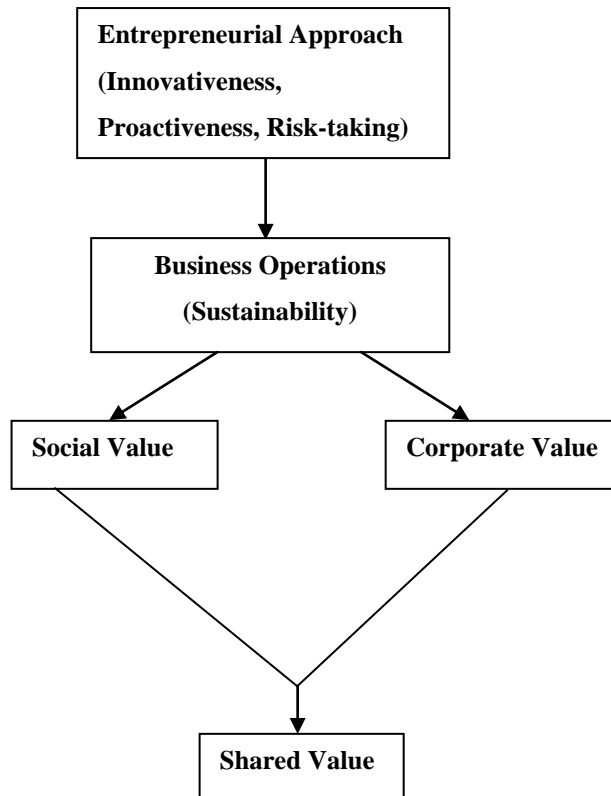 Entrepreneurial Approach
(Innovativeness,
Proactiveness, Risk-taking)
Business Operations
(Sustainability)
Social Value
Corporate Value
Shared Value